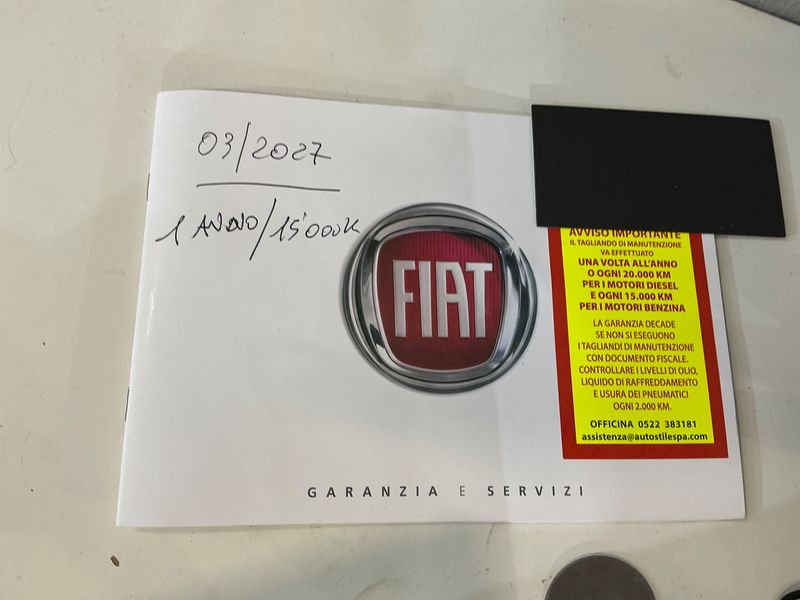 03/2027
1 ANNO/15'000K
FIAT
AVVISO IMPORTANTE
IL TAGLIANDO DI MANUTENZIONE
VA EFFETTUATO
UNA VOLTA ALL'ANNO
O OGNI 20.000 KM
PER I MOTORI DIESEL
E OGNI 15.000 KM
PER I MOTORI BENZINA
LA GARANZIA DECADE
SE NON SI ESEGUONO
I TAGLIANDI DI MANUTENZIONE
CON DOCUMENTO FISCALE.
CONTROLLARE I LIVELLI DI OLIO,
LIQUIDO DI RAFFREDDAMENTO
E USURA DEI PNEUMATICI
OGNI 2.000 KM.
OFFICINA 0522 383181
assistenza@autostilespa.com
GARANZIA E SERVIZI